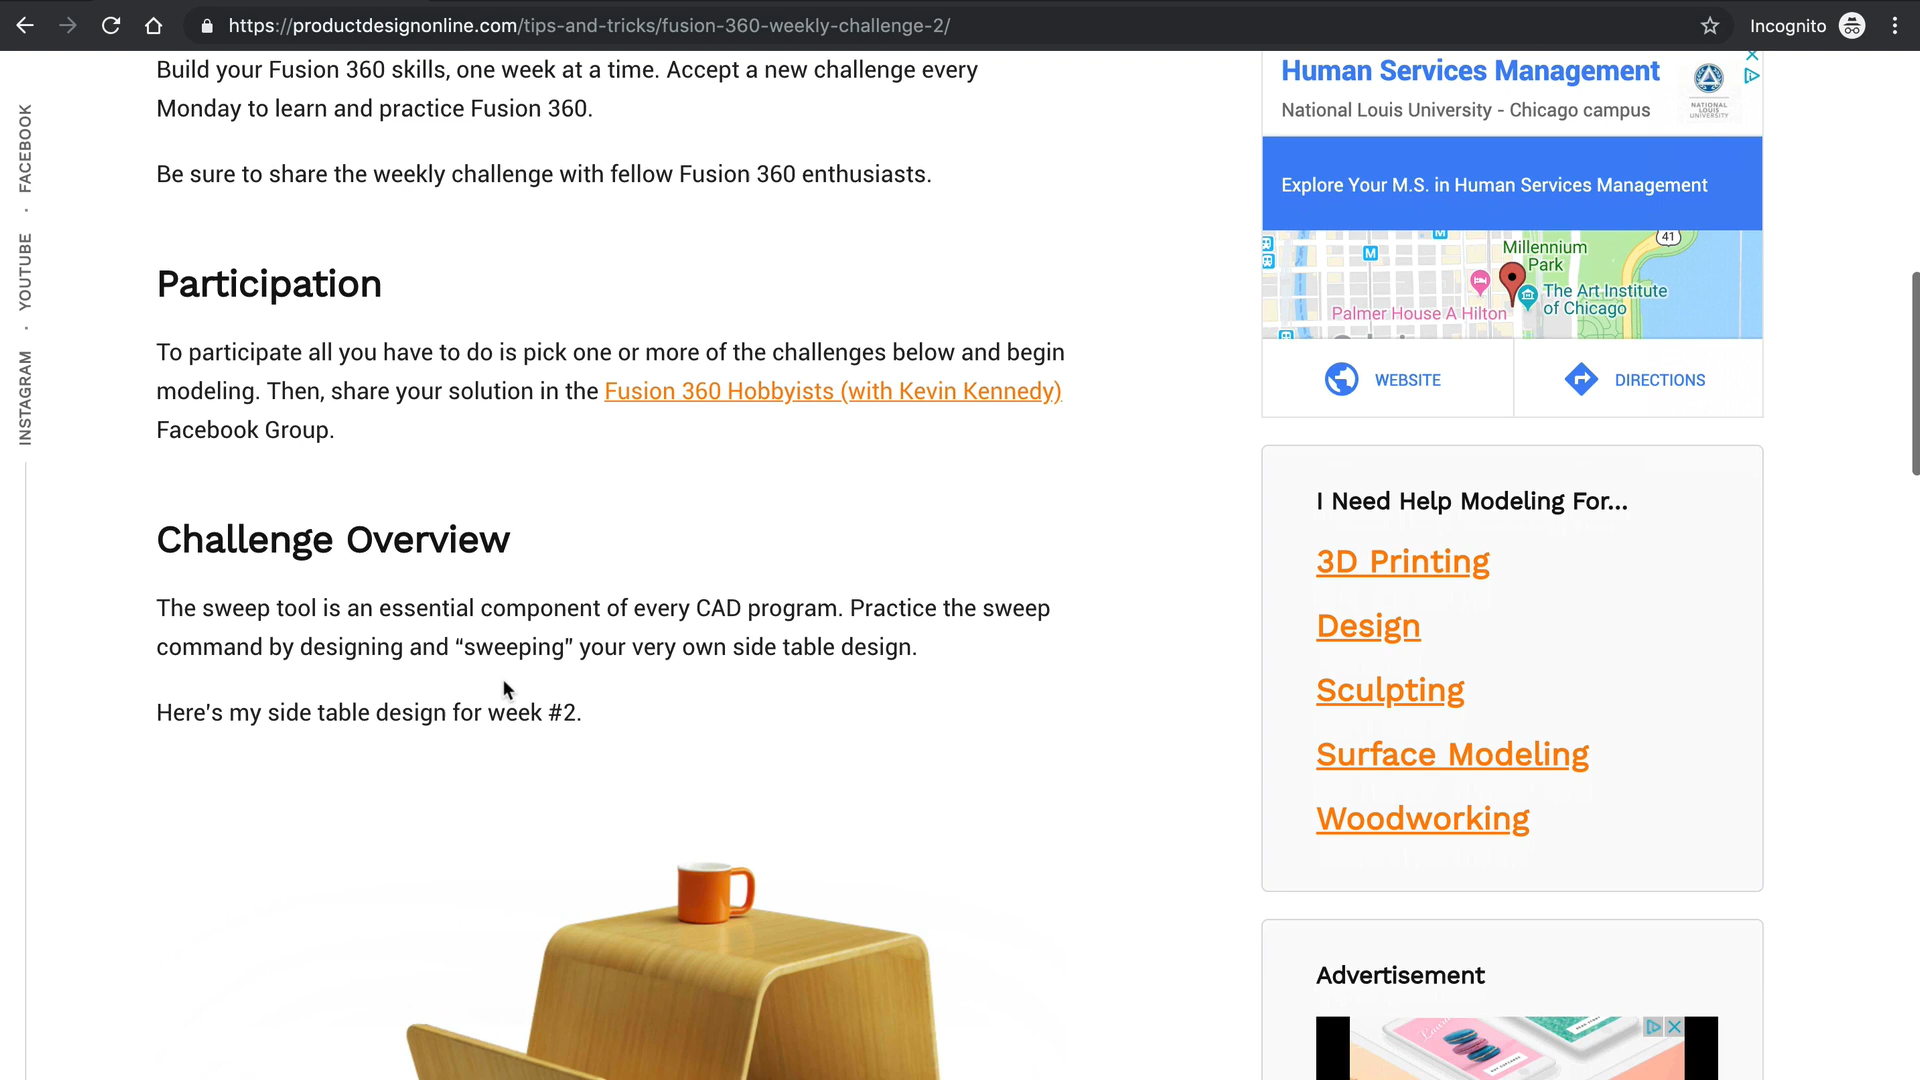 https://productdesignonline.com/tips-and-tricks/fusion-360-weekly-challenge-2/
Incognito
FACEBOOK · YOUTUBE · INSTAGRAM
Build your Fusion 360 skills, one week at a time. Accept a new challenge every
Monday to learn and practice Fusion 360.
Be sure to share the weekly challenge with fellow Fusion 360 enthusiasts.
Participation
To participate all you have to do is pick one or more of the challenges below and begin
modeling. Then, share your solution in the Fusion 360 Hobbyists (with Kevin Kennedy)
Facebook Group.
Challenge Overview
The sweep tool is an essential component of every CAD program. Practice the sweep
command by designing and “sweeping” your very own side table design.
Here's my side table design for week #2.
Human Services Management
National Louis University - Chicago campus
NATIONAL
LOUIS
UNIVERSITY
Explore Your M.S. in Human Services Management
41
M
M
Millennium
Park
The Art Institute
of Chicago
Palmer House A Hilton
WEBSITE
DIRECTIONS
I Need Help Modeling For...
3D Printing
Design
Sculpting
Surface Modeling
Woodworking
Advertisement